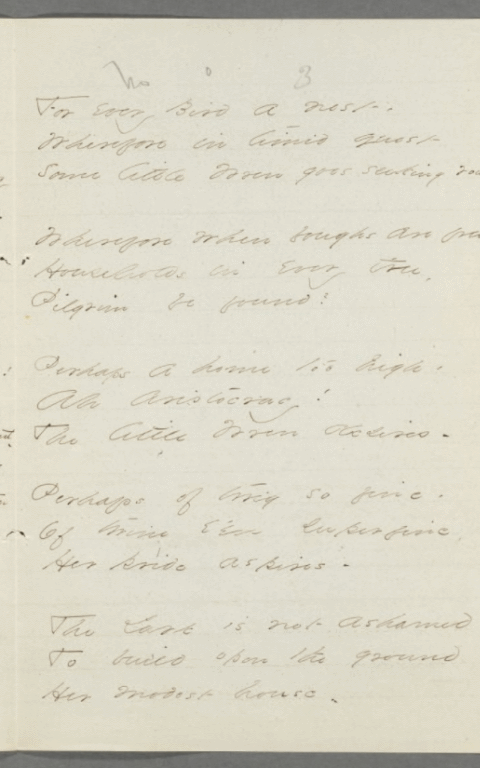 No 3
For Every Bird a nest -
Wherefore in timid quest
Some little Wren goes seeking
Wherefore when boughs are free
Households in Every tree,
Pilgrim be found!
Perhaps a home too high -
Ah Aristocracy!
The little Wren desires -
Perhaps of twig so fine -
Of twine E'en superfine,
Her pride aspires -
The Lark is not ashamed
To build upon the ground
Her modest house -